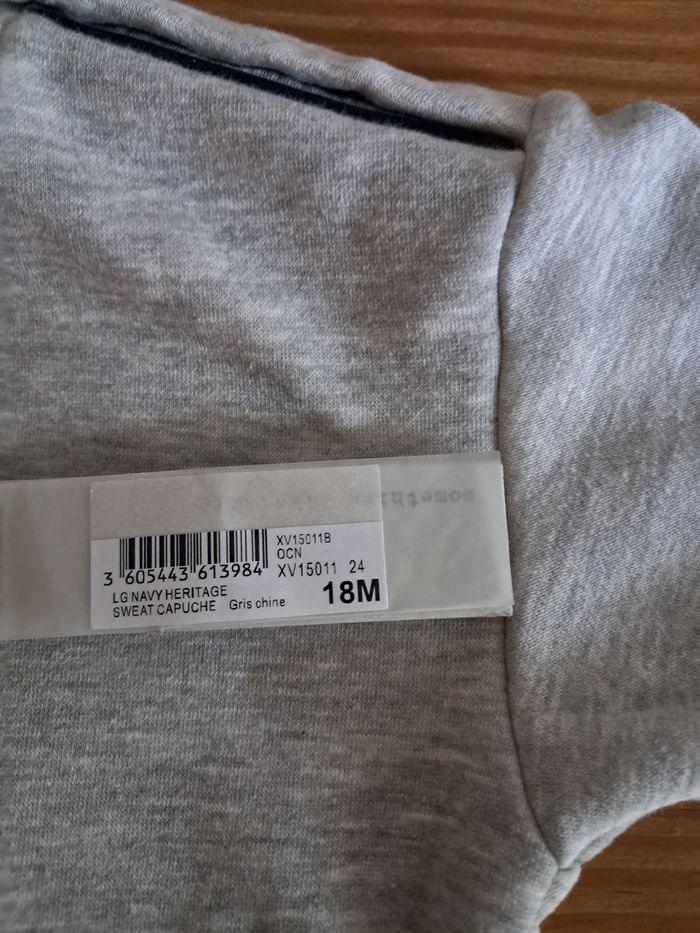 XV15011B
OCN
3 605443 613984 XV15011 24
LG NAVY HERITAGE
SWEAT CAPUCHE Gris chine 18M